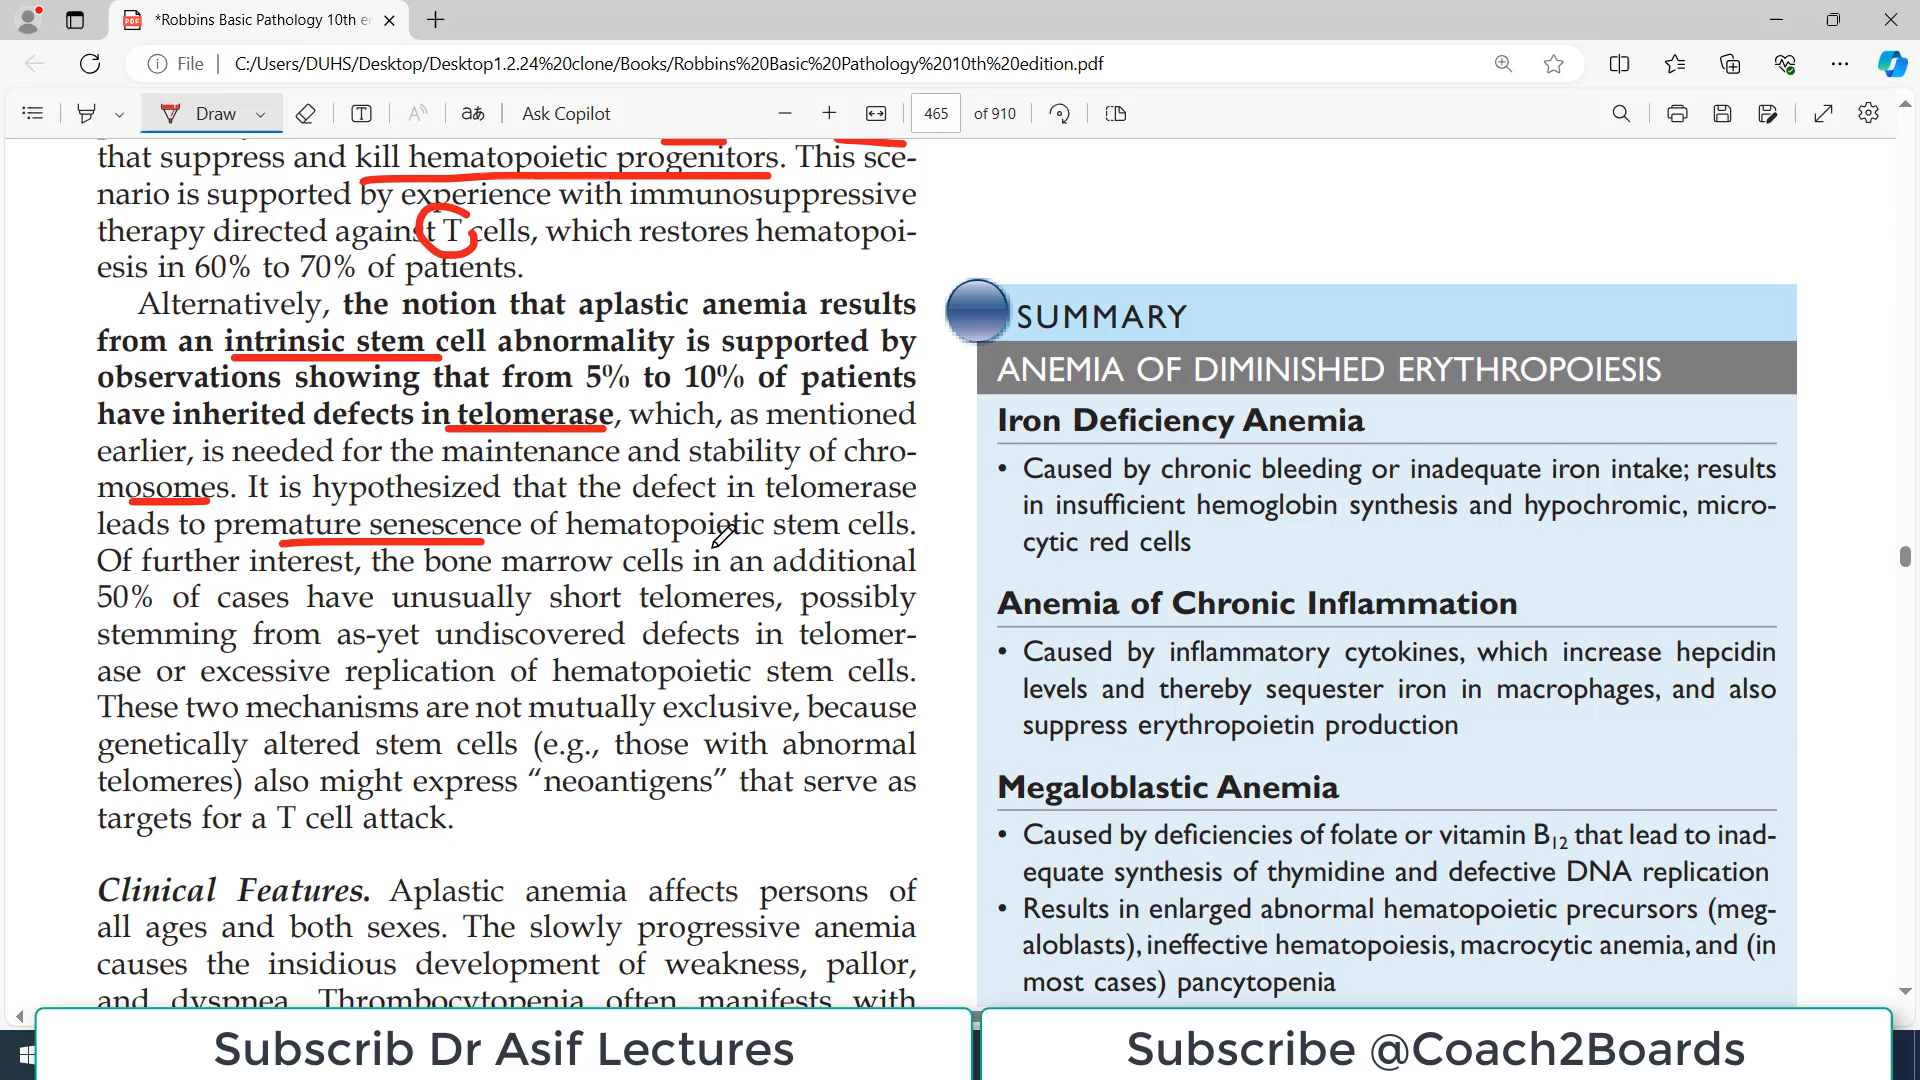 *Robbins Basic Pathology 10th ec
File
C:/Users/DUHS/Desktop/Desktop1.2.24%20clone/Books/Robbins%20Basic%20Pathology%2010th%20edition.pdf
Draw
aあ
Ask Copilot
465 of 910
that suppress and kill hematopoietic progenitors. This sce-
nario is supported by experience with immunosuppressive
therapy directed against T cells, which restores hematopoi-
esis in 60% to 70% of patients.
Alternatively, the notion that aplastic anemia results
from an intrinsic stem cell abnormality is supported by
observations showing that from 5% to 10% of patients
have inherited defects in telomerase, which, as mentioned
earlier, is needed for the maintenance and stability of chro-
mosomes. It is hypothesized that the defect in telomerase
leads to premature senescence of hematopoietic stem cells.
Of further interest, the bone marrow cells in an additional
50% of cases have unusually short telomeres, possibly
stemming from as-yet undiscovered defects in telomer-
ase or excessive replication of hematopoietic stem cells.
These two mechanisms are not mutually exclusive, because
genetically altered stem cells (e.g., those with abnormal
telomeres) also might express “neoantigens” that serve as
targets for a T cell attack.
Clinical Features. Aplastic anemia affects persons of
all ages and both sexes. The slowly progressive anemia
causes the insidious development of weakness, pallor,
and dyspnea. Thrombocytopenia often manifests with
SUMMARY
ANEMIA OF DIMINISHED ERYTHROPOIESIS
Iron Deficiency Anemia
• Caused by chronic bleeding or inadequate iron intake; results
in insufficient hemoglobin synthesis and hypochromic, micro-
cytic red cells
Anemia of Chronic Inflammation
• Caused by inflammatory cytokines, which increase hepcidin
levels and thereby sequester iron in macrophages, and also
suppress erythropoietin production
Megaloblastic Anemia
• Caused by deficiencies of folate or vitamin B12 that lead to inad-
equate synthesis of thymidine and defective DNA replication
• Results in enlarged abnormal hematopoietic precursors (meg-
aloblasts), ineffective hematopoiesis, macrocytic anemia, and (in
most cases) pancytopenia
Subscrib Dr Asif Lectures
Subscribe @Coach2Boards